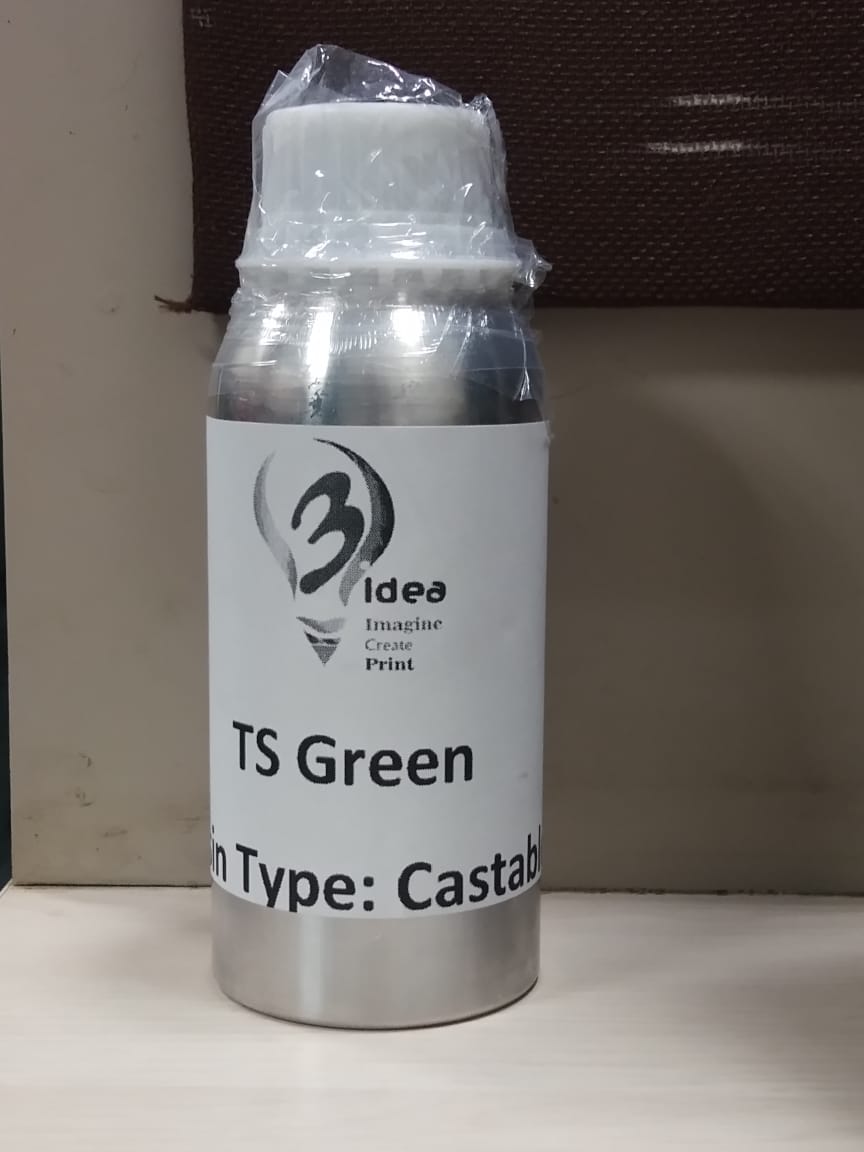 3
idea
Imagine
Create
Print
TS Green
in Type: Castabl